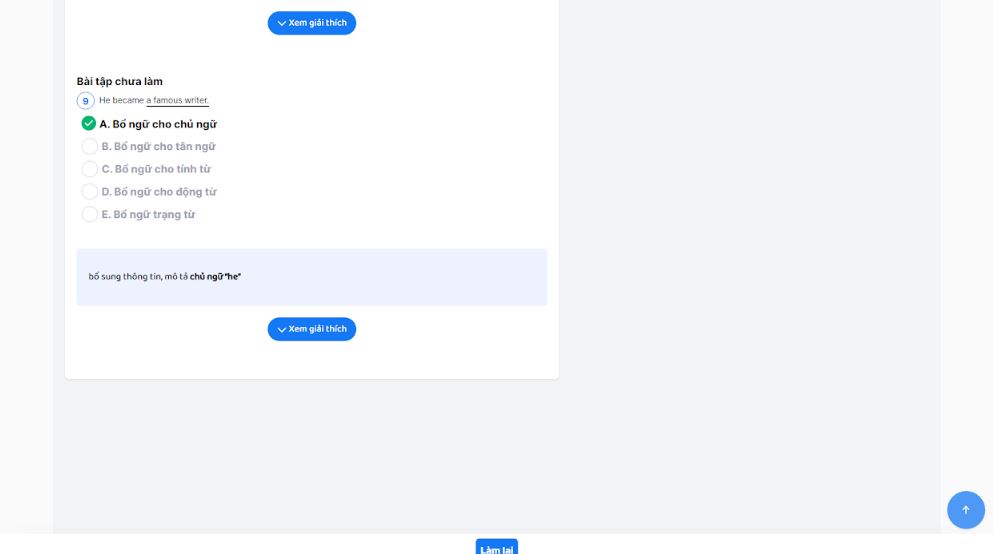 Xem giải thích
Bài tập chưa làm
9 He became a famous writer.
A. Bổ ngữ cho chủ ngữ
B. Bổ ngữ cho tân ngữ
C. Bổ ngữ cho tính từ
D. Bổ ngữ cho động từ
E. Bổ ngữ trạng từ
bổ sung thông tin, mô tả chủ ngữ "he"
Xem giải thích
Làm lại